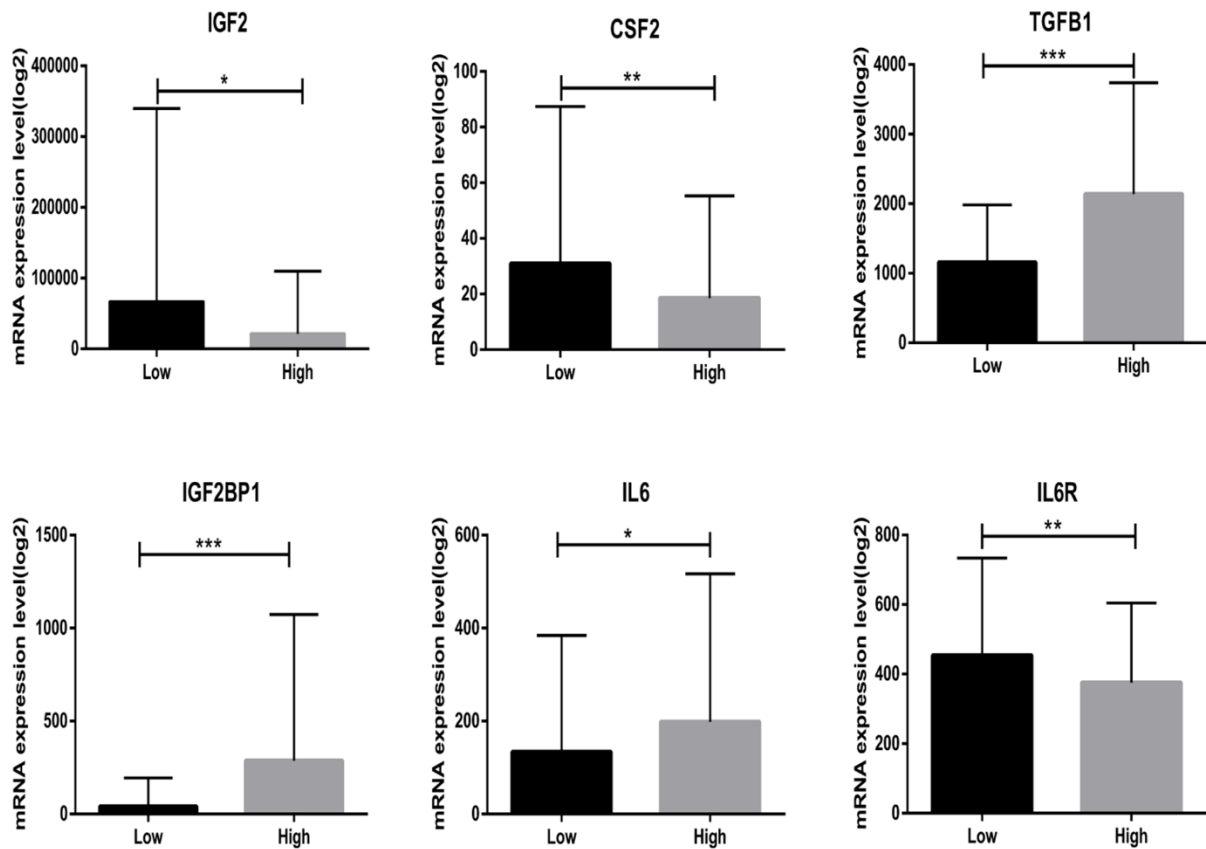 IGF2
mRNA expression level(log2)
400000
300000
200000
100000
0
*
Low High
CSF2
mRNA expression level(log2)
100
80
60
40
20
0
**
Low High
TGFB1
mRNA expression level(log2)
4000
3000
2000
1000
0
***
Low High
IGF2BP1
mRNA expression level(log2)
1500
1000
500
0
***
Low High
IL6
mRNA expression level(log2)
600
400
200
0
*
Low High
IL6R
mRNA expression level(log2)
800
600
400
200
0
**
Low High